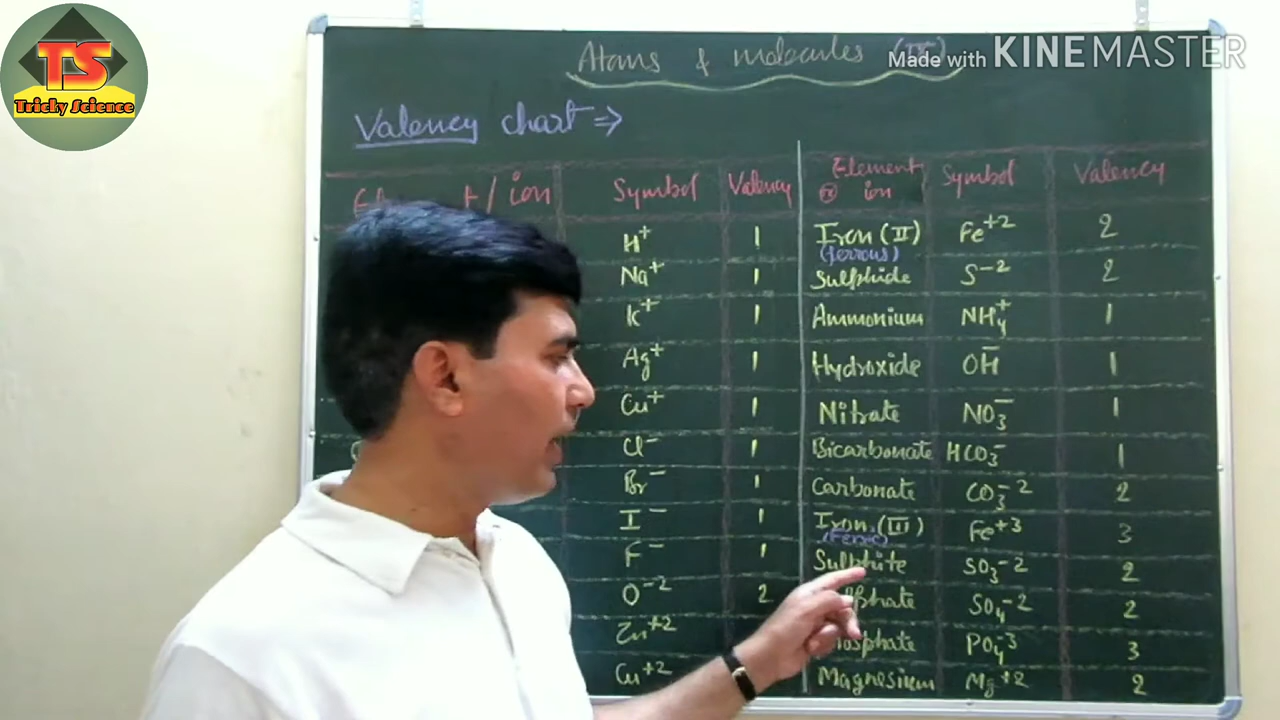 TS
Tricky Science
Made with KINEMASTER
Atoms & molecules
Valency chart ⇒
Symbol Valency Element or ion Symbol Valency
H⁺ 1 Iron (II) (ferrous) Fe⁺² 2
Na⁺ 1 Sulphide S⁻² 2
K⁺ 1 Ammonium NH₄⁺ 1
Ag⁺ 1 Hydroxide OH⁻ 1
Cu⁺ 1 Nitrate NO₃⁻ 1
Cl⁻ 1 Bicarbonate HCO₃⁻ 1
Br⁻ 1 Carbonate CO₃⁻² 2
I⁻ 1 Iron (III) Fe⁺³ 3
F⁻ 1 Sulphite SO₃⁻² 2
O⁻² 2 SO₄⁻² 2
Zn⁺² PO₄⁻³ 3
Cu⁺² Magnesium Mg⁺² 2